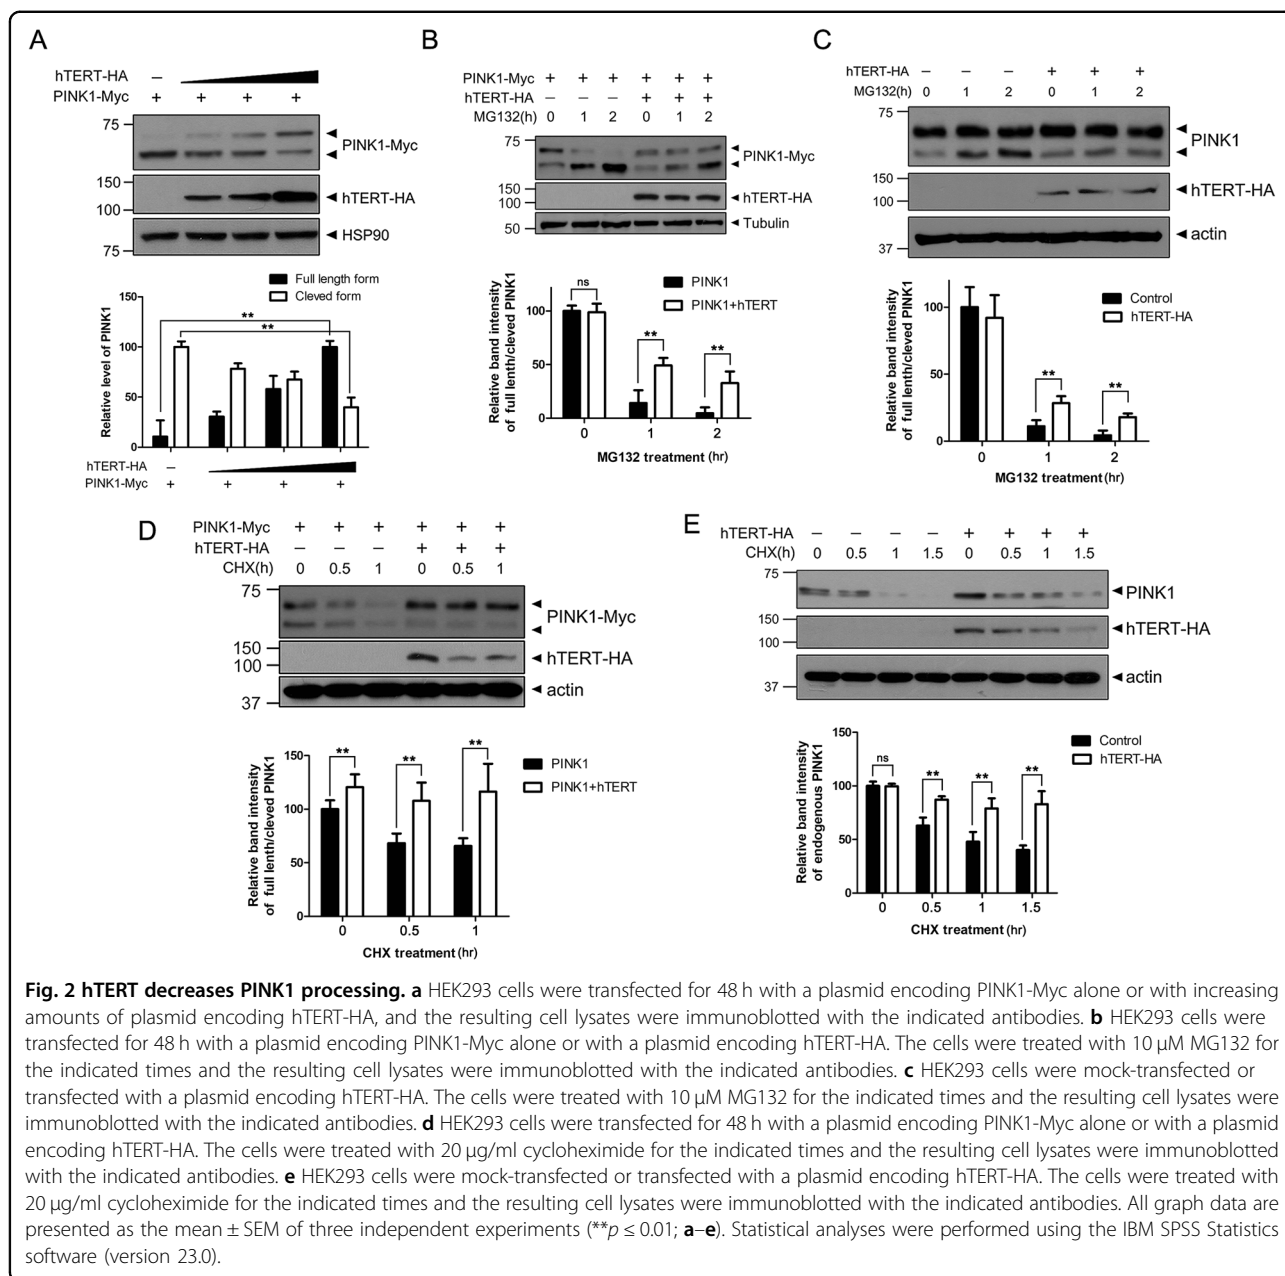 A
hTERT-HA –
PINK1-Myc + + + +
75
PINK1-Myc
150
100
hTERT-HA
HSP90
75
Full length form
Cleved form
Relative level of PINK1
150
100
50
0
**
**
hTERT-HA –
PINK1-Myc + + + +
B
PINK1-Myc + + + + + +
hTERT-HA – – – + + +
MG132(h) 0 1 2 0 1 2
75
PINK1-Myc
150
100
hTERT-HA
50
Tubulin
PINK1
PINK1+hTERT
Relative band intensity
of full lenth/cleved PINK1
100
50
0
ns
**
**
0 1 2
MG132 treatment (hr)
C
hTERT-HA – – – + + +
MG132(h) 0 1 2 0 1 2
75
PINK1
150
100
hTERT-HA
37
actin
Control
hTERT-HA
Relative band intensity
of full lenth/cleved PINK1
100
50
0
**
**
0 1 2
MG132 treatment (hr)
D
PINK1-Myc + + + + + +
hTERT-HA – – – + + +
CHX(h) 0 0.5 1 0 0.5 1
75
PINK1-Myc
150
100
hTERT-HA
37
actin
PINK1
PINK1+hTERT
Relative band intensity
of full lenth/cleved PINK1
150
100
50
0
**
**
**
0 0.5 1
CHX treatment (hr)
E
hTERT-HA – – – – + + + +
CHX(h) 0 0.5 1 1.5 0 0.5 1 1.5
75
PINK1
150
100
hTERT-HA
37
actin
Control
hTERT-HA
Relative band intensity
of endogenous PINK1
150
100
50
0
ns
**
**
**
0 0.5 1 1.5
CHX treatment (hr)
Fig. 2 hTERT decreases PINK1 processing. a HEK293 cells were transfected for 48 h with a plasmid encoding PINK1-Myc alone or with increasing
amounts of plasmid encoding hTERT-HA, and the resulting cell lysates were immunoblotted with the indicated antibodies. b HEK293 cells were
transfected for 48 h with a plasmid encoding PINK1-Myc alone or with a plasmid encoding hTERT-HA. The cells were treated with 10 µM MG132 for
the indicated times and the resulting cell lysates were immunoblotted with the indicated antibodies. c HEK293 cells were mock-transfected or
transfected with a plasmid encoding hTERT-HA. The cells were treated with 10 µM MG132 for the indicated times and the resulting cell lysates were
immunoblotted with the indicated antibodies. d HEK293 cells were transfected for 48 h with a plasmid encoding PINK1-Myc alone or with a plasmid
encoding hTERT-HA. The cells were treated with 20 µg/ml cycloheximide for the indicated times and the resulting cell lysates were immunoblotted
with the indicated antibodies. e HEK293 cells were mock-transfected or transfected with a plasmid encoding hTERT-HA. The cells were treated with
20 µg/ml cycloheximide for the indicated times and the resulting cell lysates were immunoblotted with the indicated antibodies. All graph data are
presented as the mean ± SEM of three independent experiments (**p ≤ 0.01; a–e). Statistical analyses were performed using the IBM SPSS Statistics
software (version 23.0).